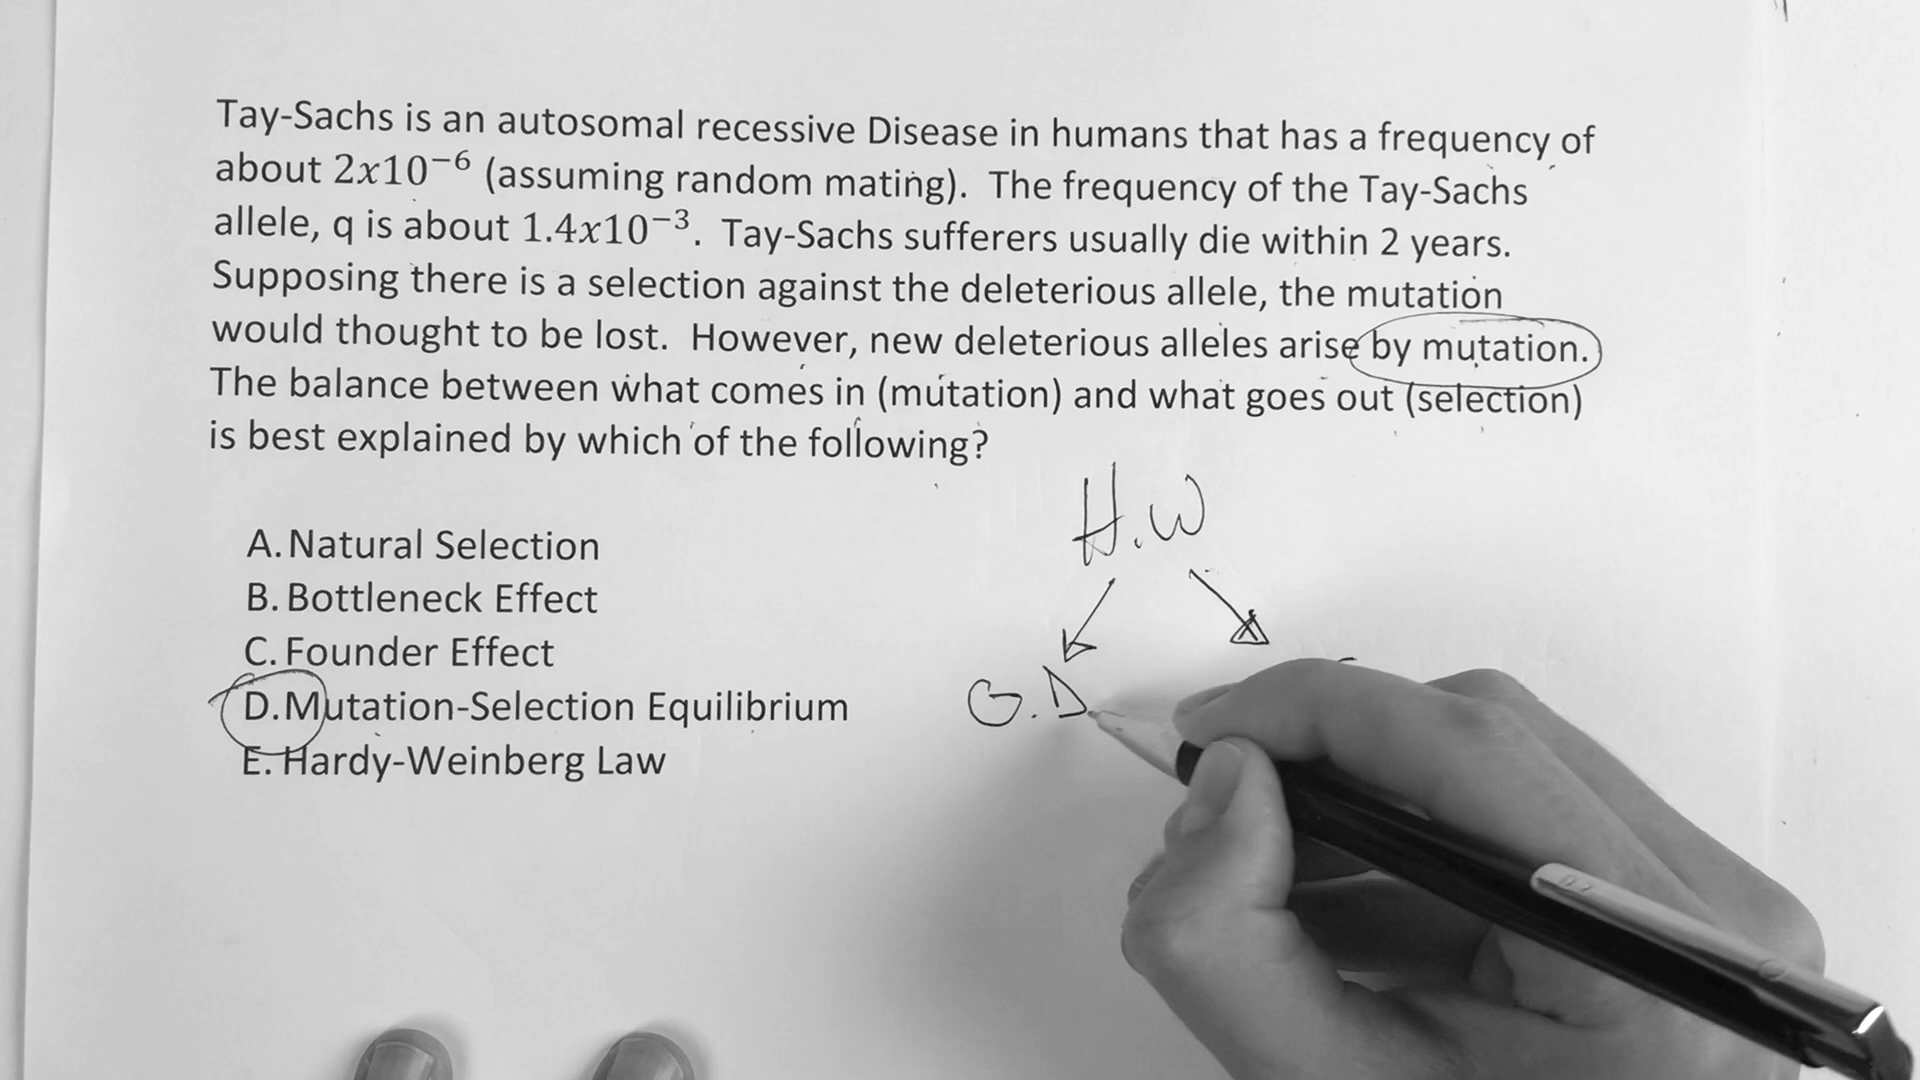 Tay-Sachs is an autosomal recessive Disease in humans that has a frequency of
about 2x10⁻⁶ (assuming random mating). The frequency of the Tay-Sachs
allele, q is about 1.4x10⁻³. Tay-Sachs sufferers usually die within 2 years.
Supposing there is a selection against the deleterious allele, the mutation
would thought to be lost. However, new deleterious alleles arise by mutation.
The balance between what comes in (mutation) and what goes out (selection)
is best explained by which of the following?
H.W
A. Natural Selection
B. Bottleneck Effect
C. Founder Effect
G.D
D. Mutation-Selection Equilibrium
E. Hardy-Weinberg Law